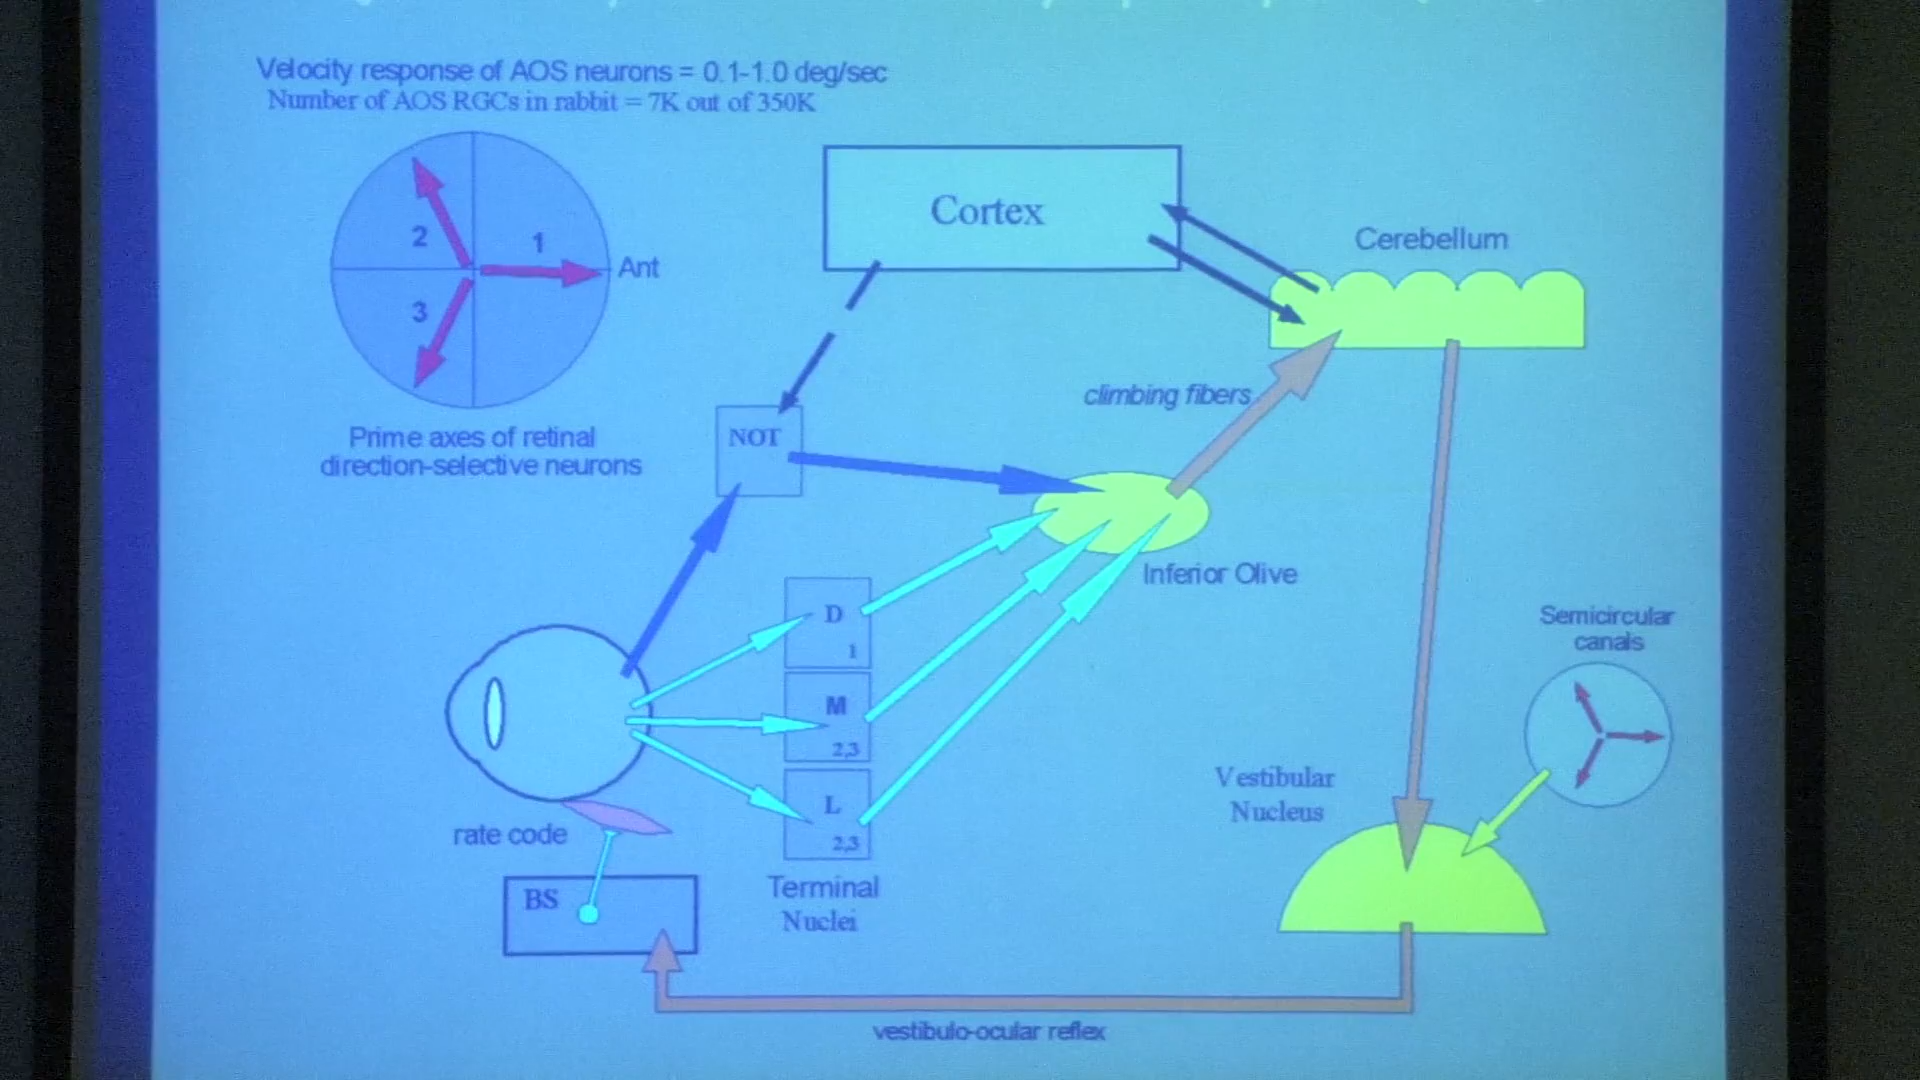 Velocity response of AOS neurons = 0.1-1.0 deg/sec
Number of AOS RGCs in rabbit = 7K out of 350K
Cortex
Cerebellum
2
1
Ant
3
climbing fibers
Prime axes of retinal
direction-selective neurons
NOT
Inferior Olive
D
1
M
2,3
L
2,3
Terminal
Nuclei
Semicircular
canals
Vestibular
Nucleus
rate code
BS
vestibulo-ocular reflex